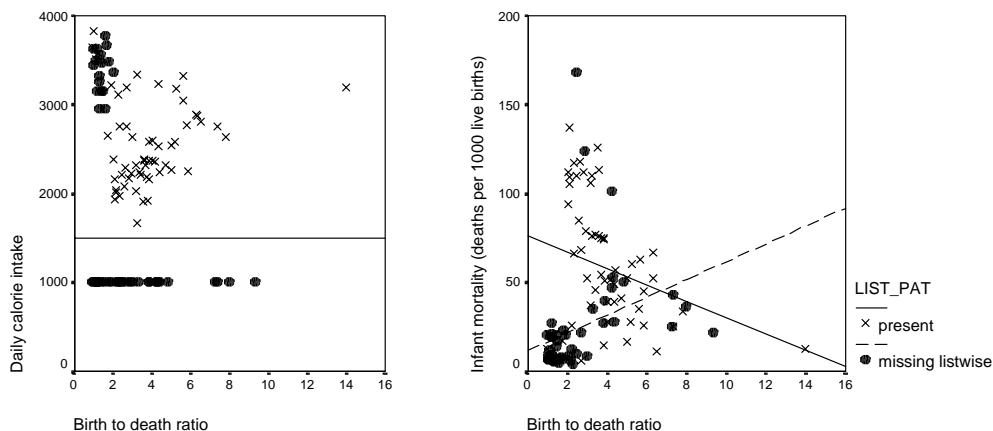 4000
3000
2000
1000
0
Daily calorie intake
0 2 4 6 8 10 12 14 16
Birth to death ratio
200
150
100
50
0
Infant mortality (deaths per 1000 live births)
0 2 4 6 8 10 12 14 16
Birth to death ratio
LIST_PAT
present
missing listwise